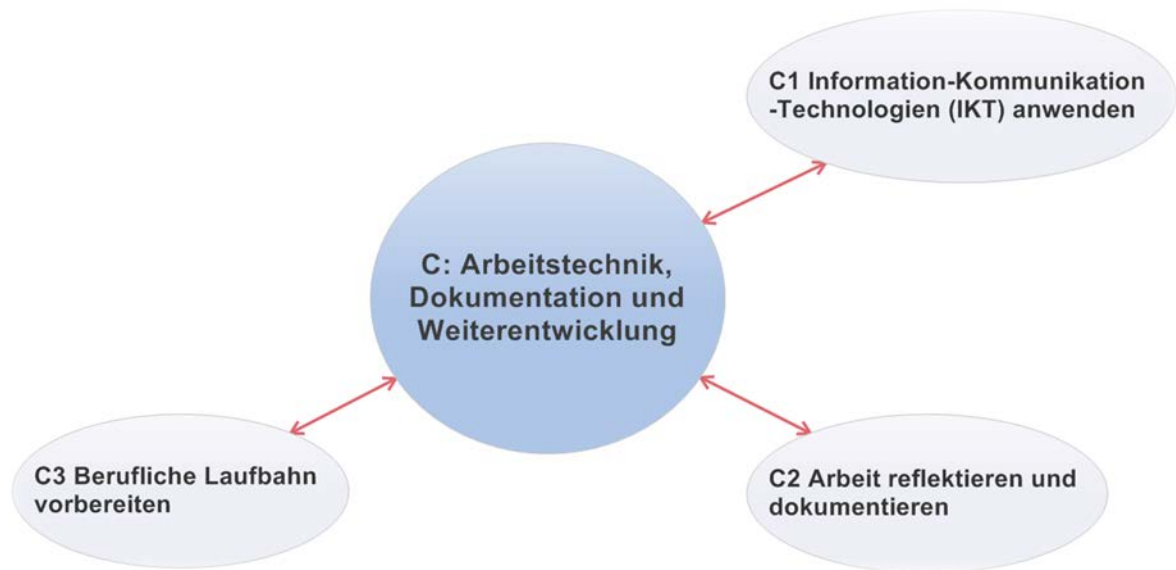 C1 Information-Kommunikation
-Technologien (IKT) anwenden
C: Arbeitstechnik,
Dokumentation und
Weiterentwicklung
C3 Berufliche Laufbahn
vorbereiten
C2 Arbeit reflektieren und
dokumentieren